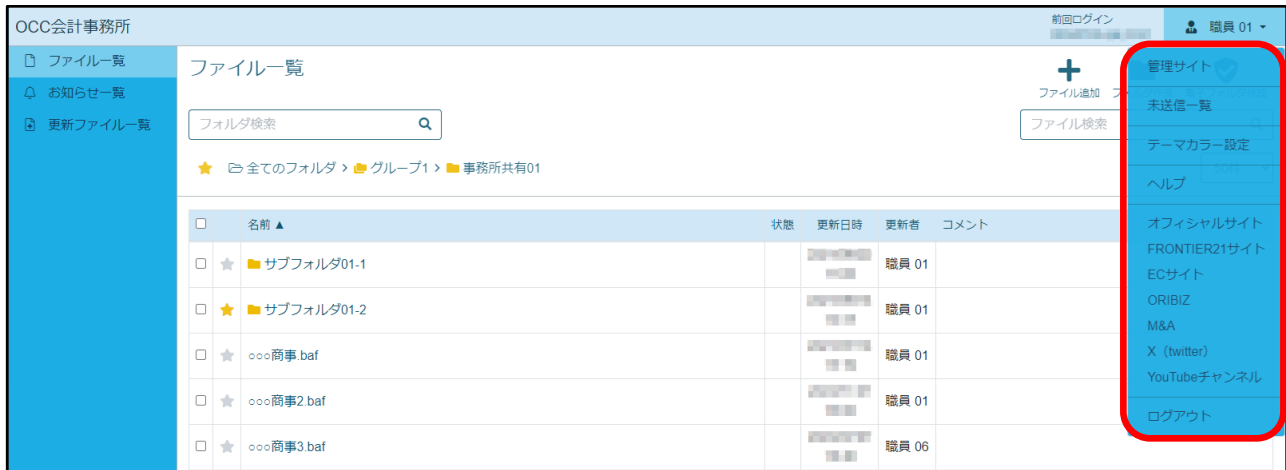 OCC会計事務所
前回ログイン
職員 01
ファイル一覧
お知らせ一覧
更新ファイル一覧
ファイル一覧
ファイル追加
フォルダ検索
ファイル検索
全てのフォルダ > グループ1 > 事務所共有01
名前 ▲ 状態 更新日時 更新者 コメント
サブフォルダ01-1 職員 01
サブフォルダ01-2 職員 01
○○○商事.baf 職員 01
○○○商事2.baf 職員 01
○○○商事3.baf 職員 06
管理サイト
未送信一覧
テーマカラー設定
ヘルプ
オフィシャルサイト
FRONTIER21サイト
ECサイト
ORIBIZ
M&A
X（twitter）
YouTubeチャンネル
ログアウト